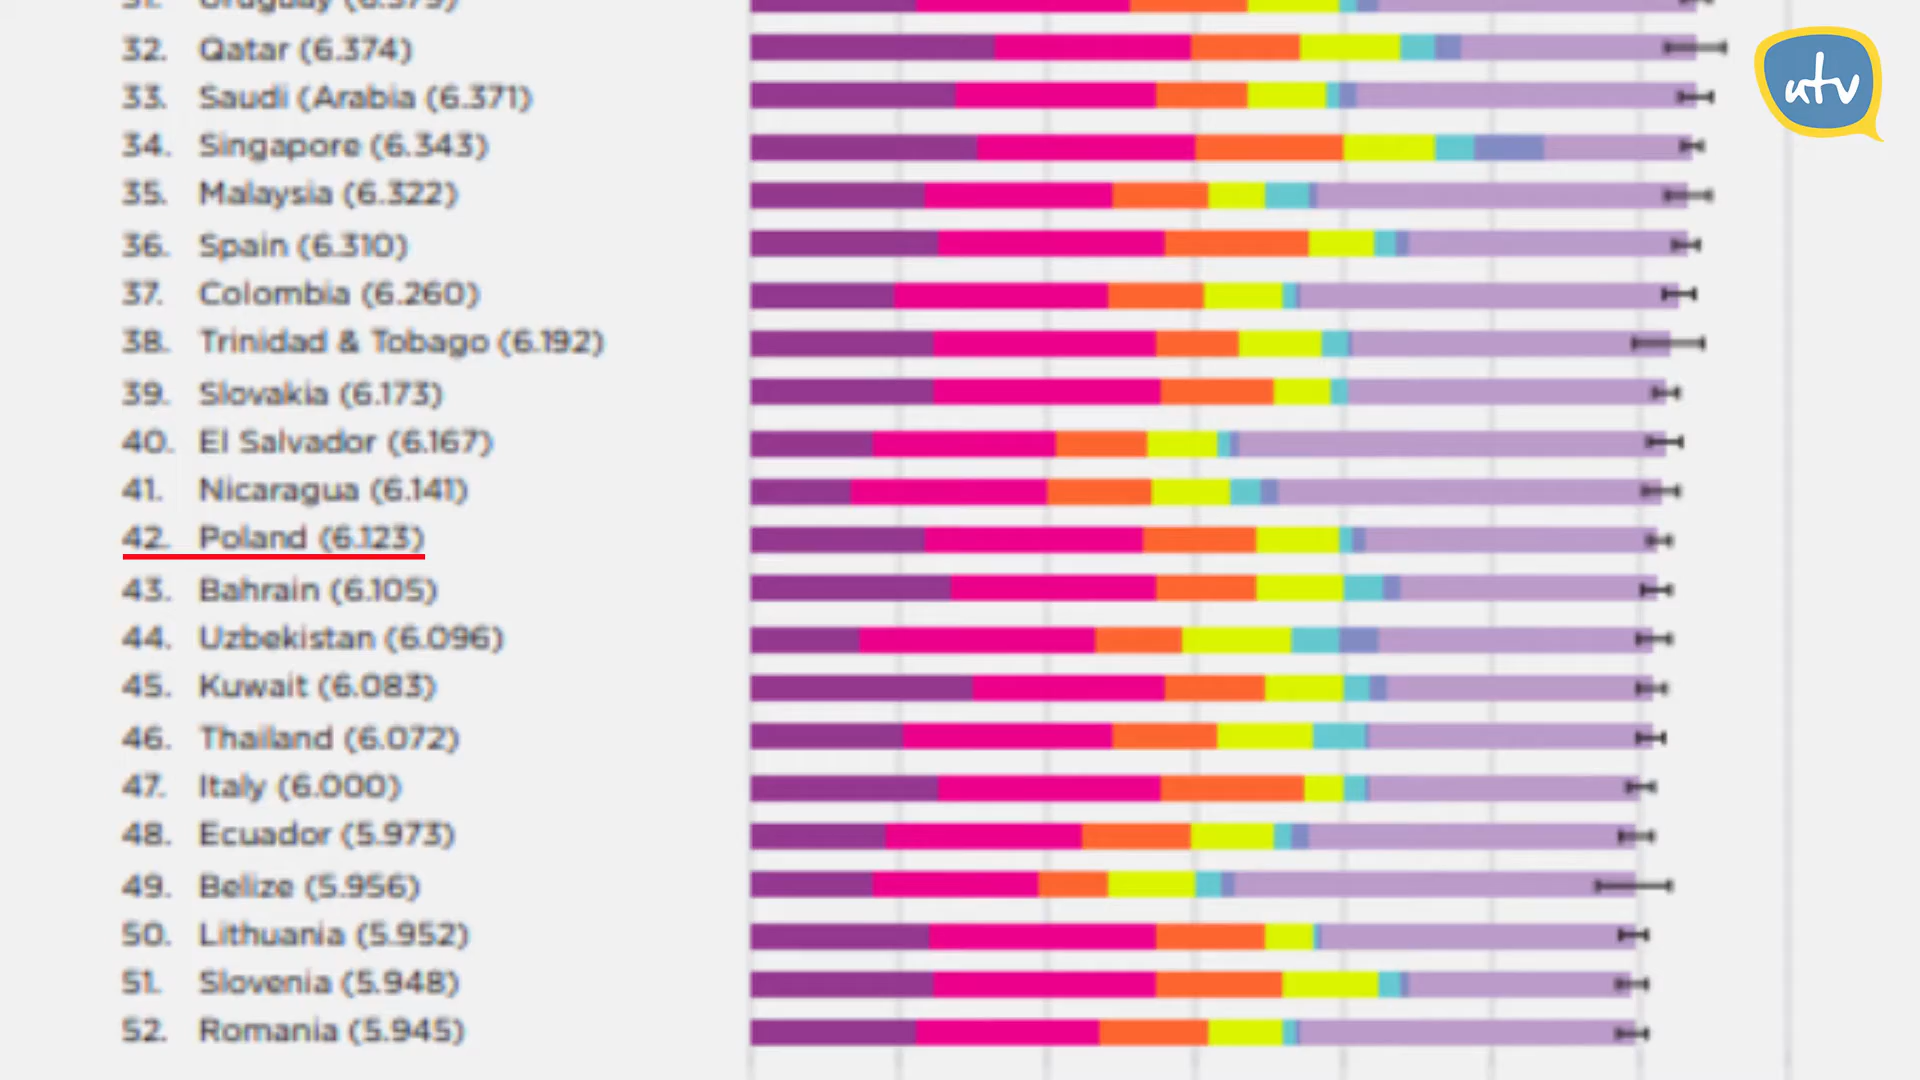 31. Uruguay (6.379)
32. Qatar (6.374)
33. Saudi (Arabia (6.371)
34. Singapore (6.343)
35. Malaysia (6.322)
36. Spain (6.310)
37. Colombia (6.260)
38. Trinidad & Tobago (6.192)
39. Slovakia (6.173)
40. El Salvador (6.167)
41. Nicaragua (6.141)
42. Poland (6.123)
43. Bahrain (6.105)
44. Uzbekistan (6.096)
45. Kuwait (6.083)
46. Thailand (6.072)
47. Italy (6.000)
48. Ecuador (5.973)
49. Belize (5.956)
50. Lithuania (5.952)
51. Slovenia (5.948)
52. Romania (5.945)
utv